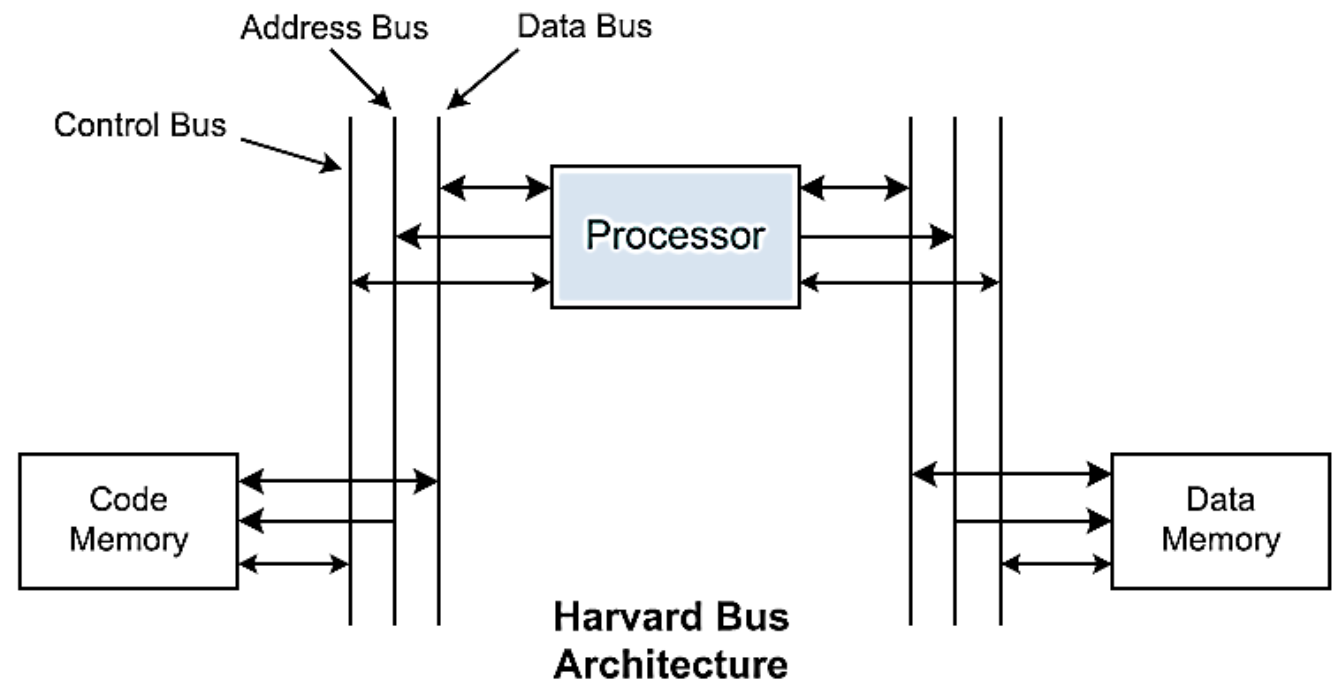 Address Bus
Data Bus
Control Bus
Processor
Code
Memory
Data
Memory
Harvard Bus
Architecture